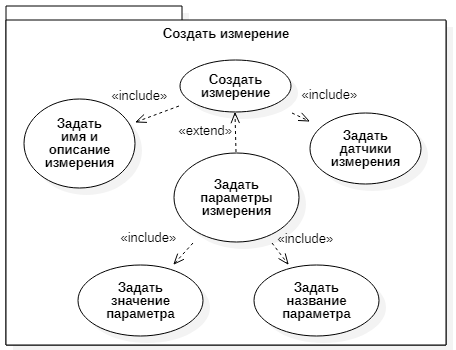 Создать измерение
Создать
измерение
«include»
«include»
Задать
имя и
описание
измерения
«extend»
Задать
датчики
измерения
Задать
параметры
измерения
«include»
«include»
Задать
значение
параметра
Задать
название
параметра